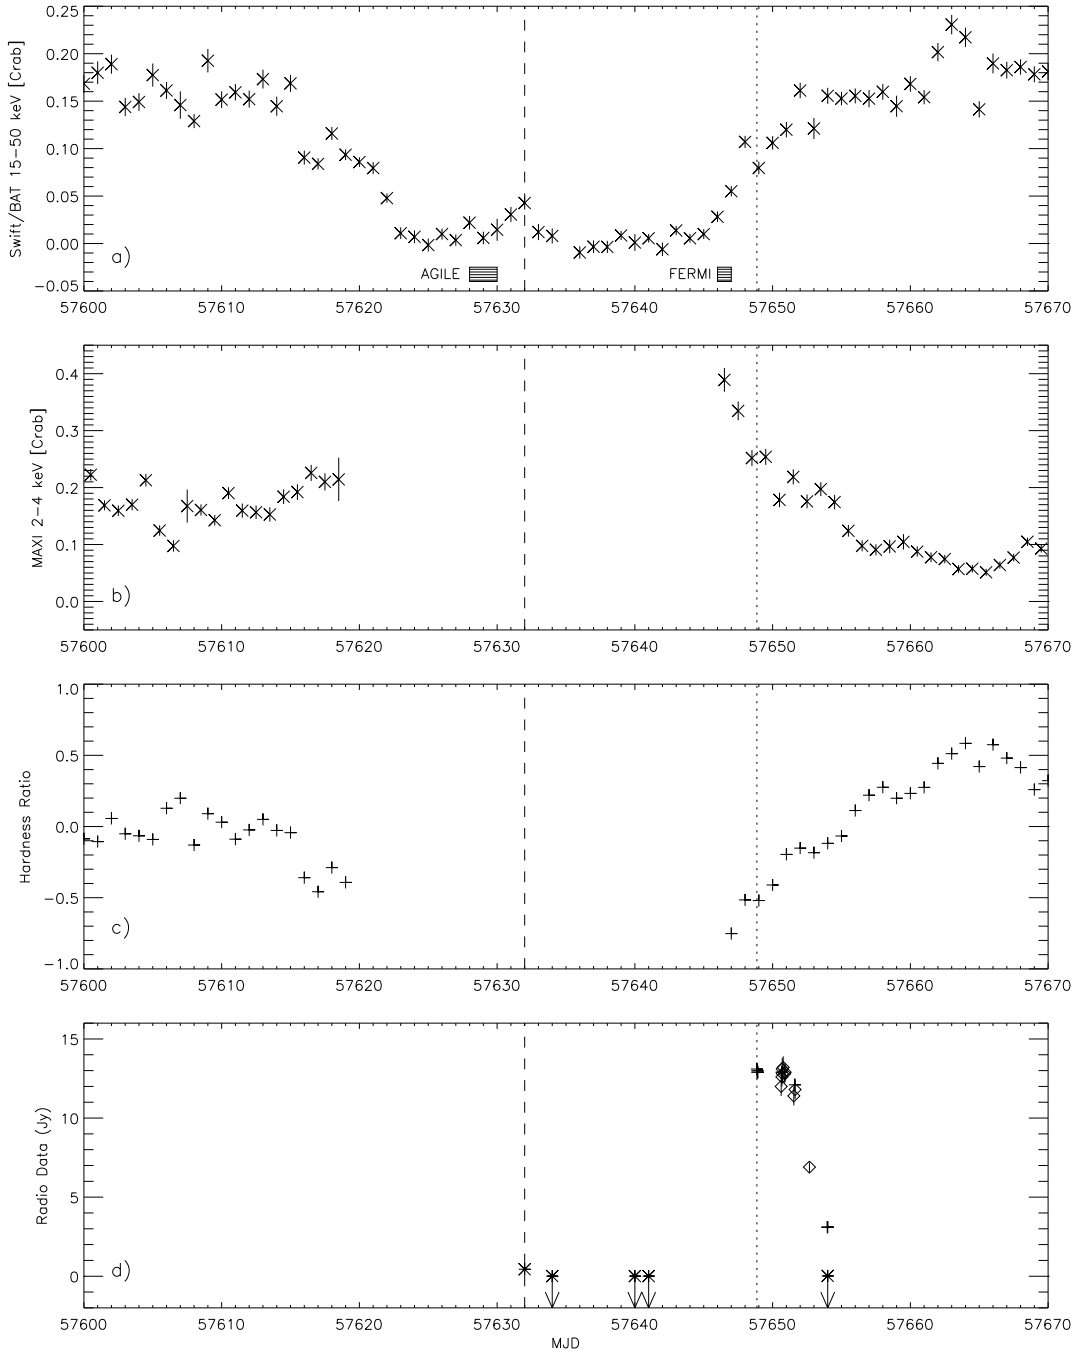 0.25
0.20
0.15
0.10
0.05
0.00
−0.05
Swift/BAT 15−50 keV [Crab]
a)
AGILE
FERMI
57600 57610 57620 57630 57640 57650 57660 57670
0.4
0.3
0.2
0.1
0.0
MAXI 2−4 keV [Crab]
b)
57600 57610 57620 57630 57640 57650 57660 57670
1.0
0.5
0.0
−0.5
−1.0
Hardness Ratio
c)
57600 57610 57620 57630 57640 57650 57660 57670
15
10
5
0
Radio Data (Jy)
d)
57600 57610 57620 57630 57640 57650 57660 57670
MJD